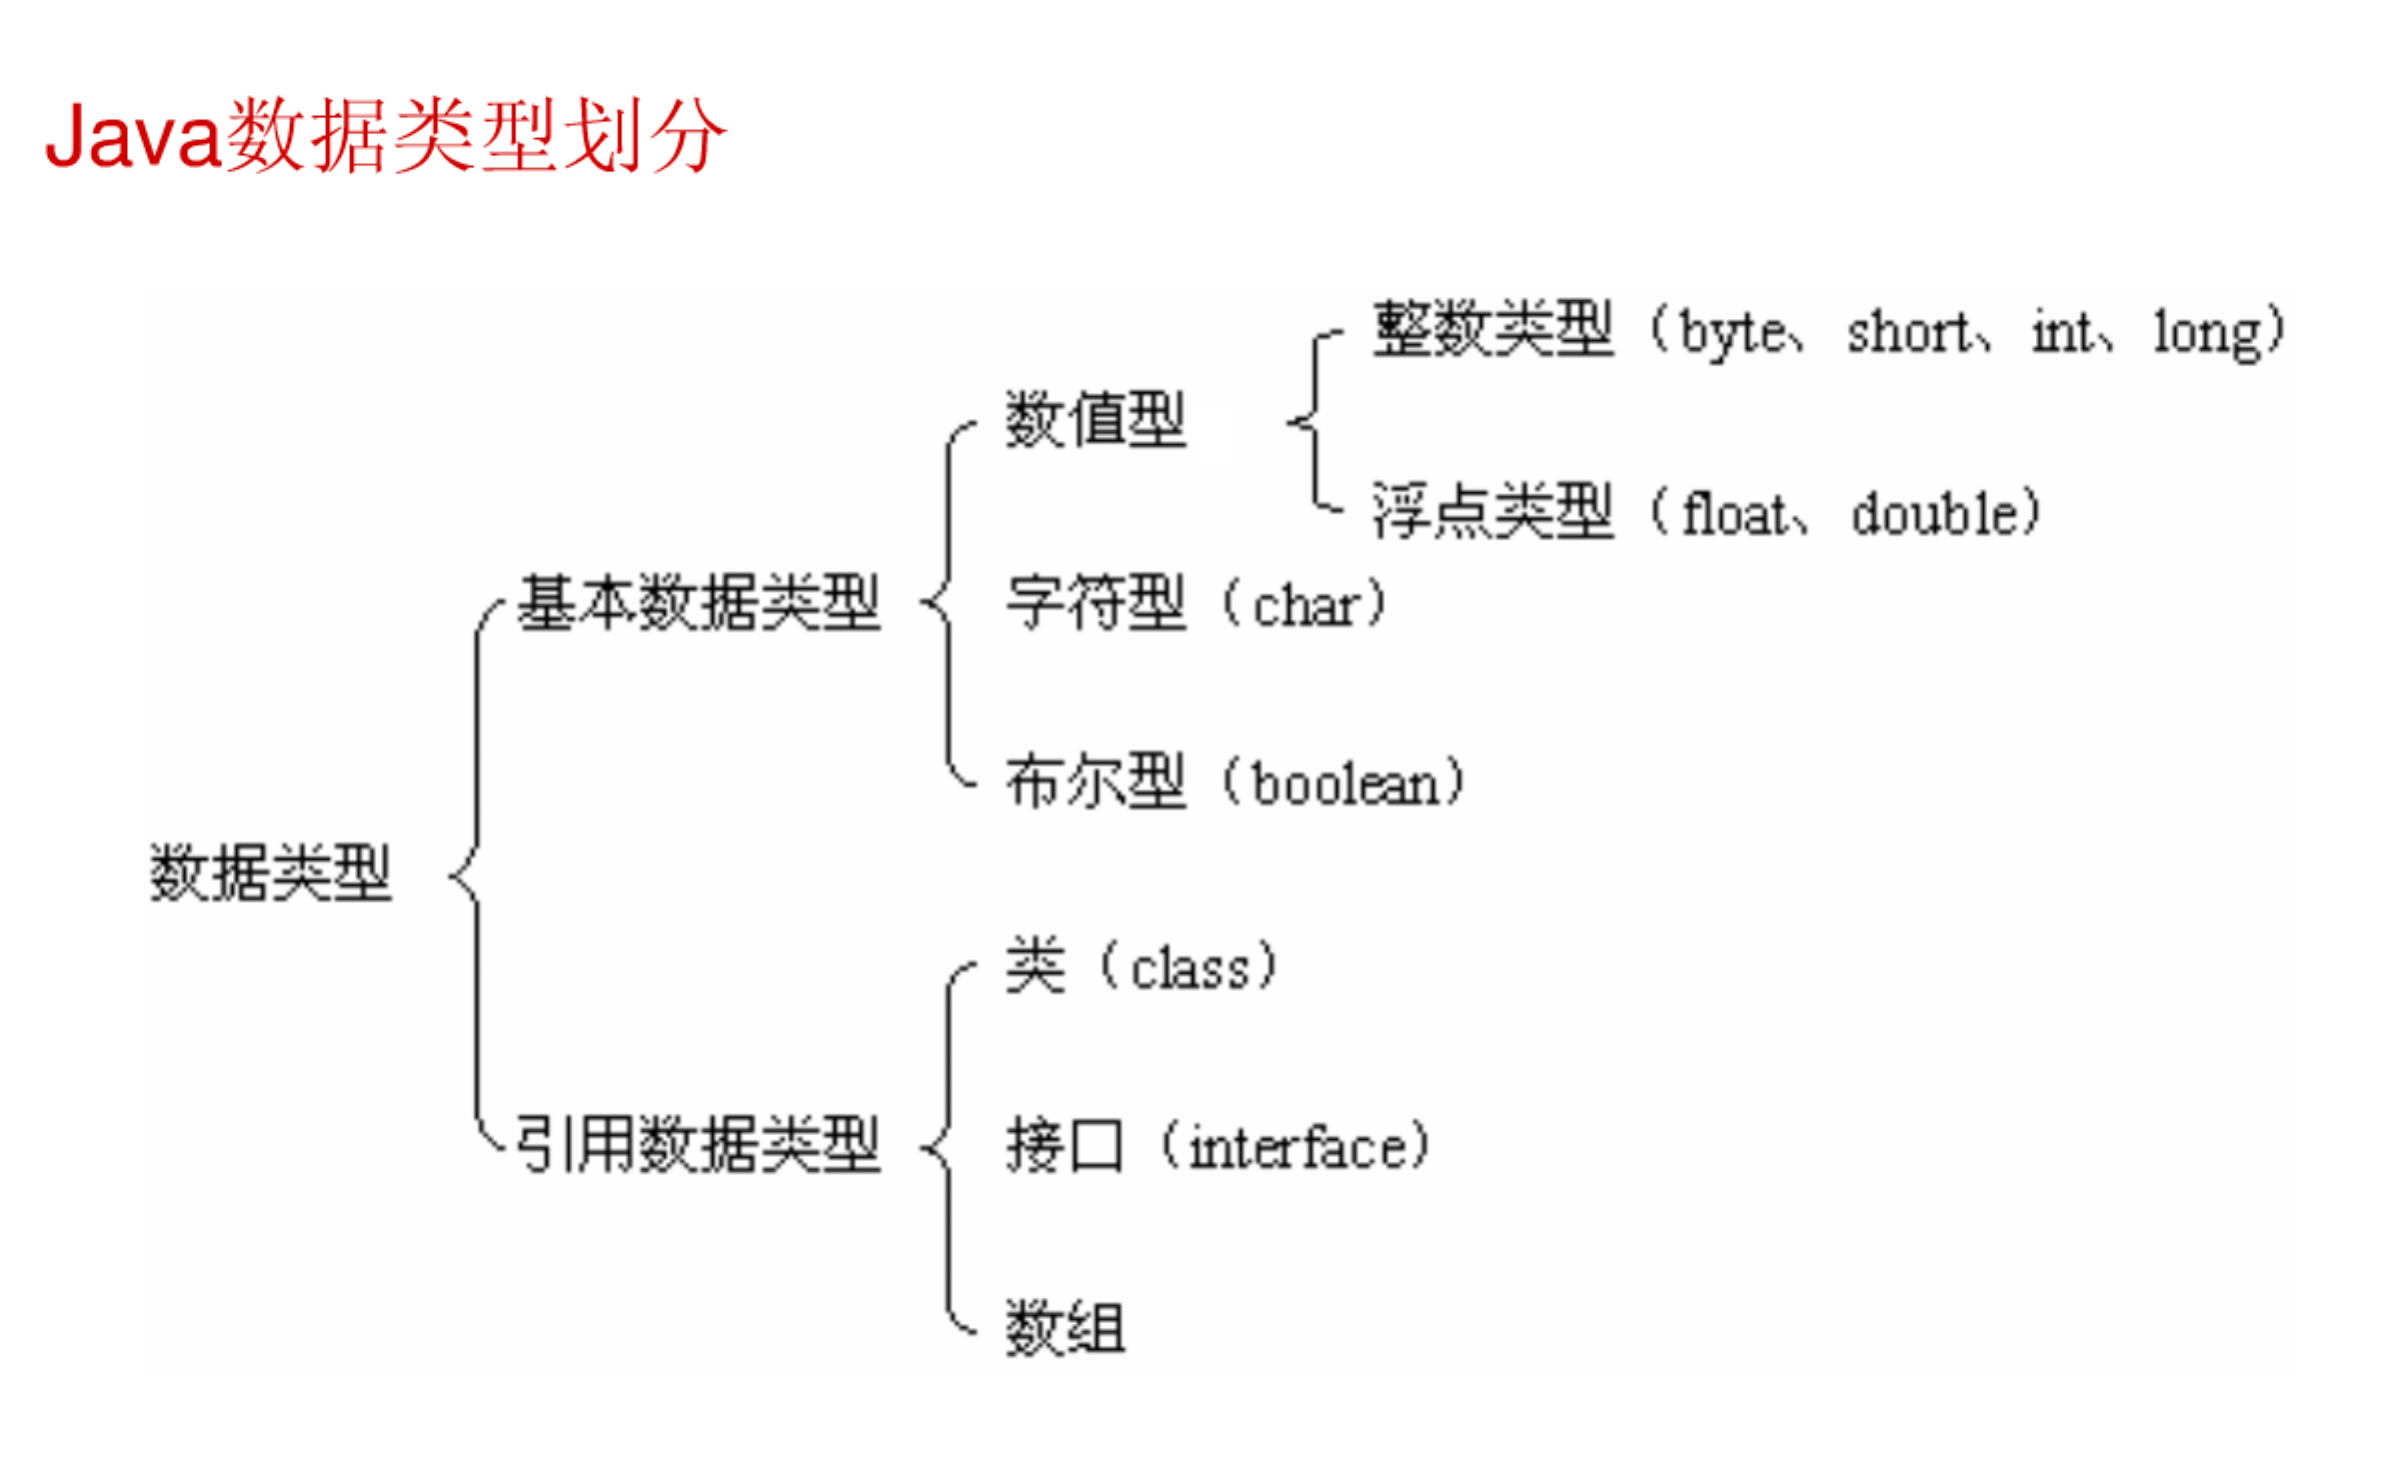 Java数据类型划分
整数类型（byte、short、int、long）
数值型
浮点类型（float、double）
基本数据类型
字符型（char）
布尔型（boolean）
数据类型
类（class）
引用数据类型
接口（interface）
数组